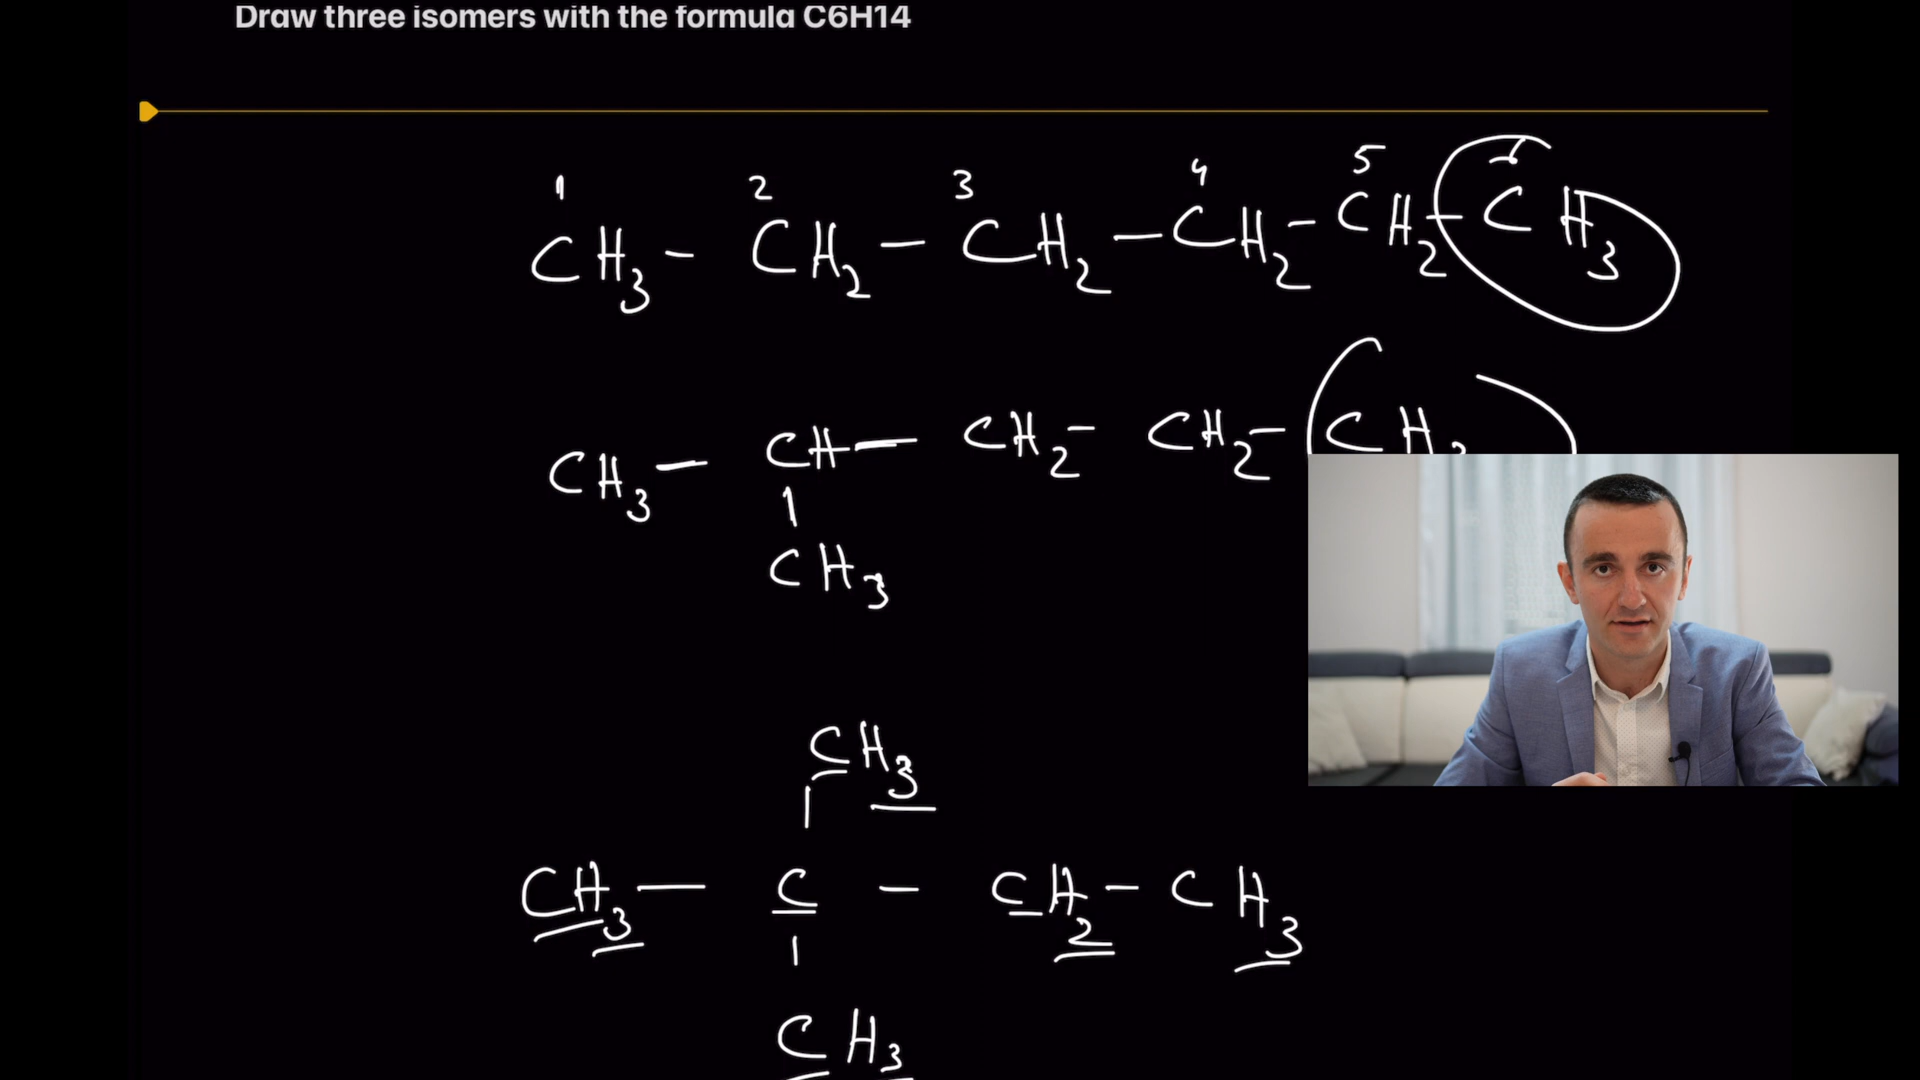 Draw three isomers with the formula C6H14
1 2 3 4 5
CH3 - CH2 - CH2 - CH2 - CH2 - CH3
CH3 - CH - CH2 - CH2 - CH
CH3
CH3
CH3 - C - CH2 - CH3
CH3